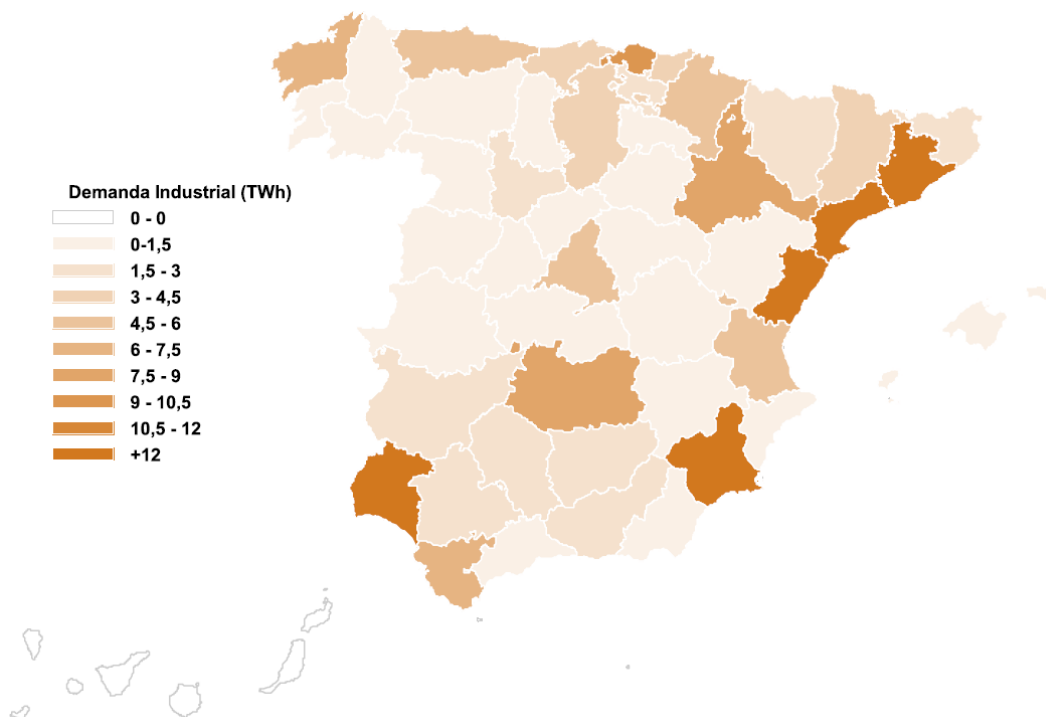 Demanda Industrial (TWh)
0 - 0
0-1,5
1,5 - 3
3 - 4,5
4,5 - 6
6 - 7,5
7,5 - 9
9 - 10,5
10,5 - 12
+12